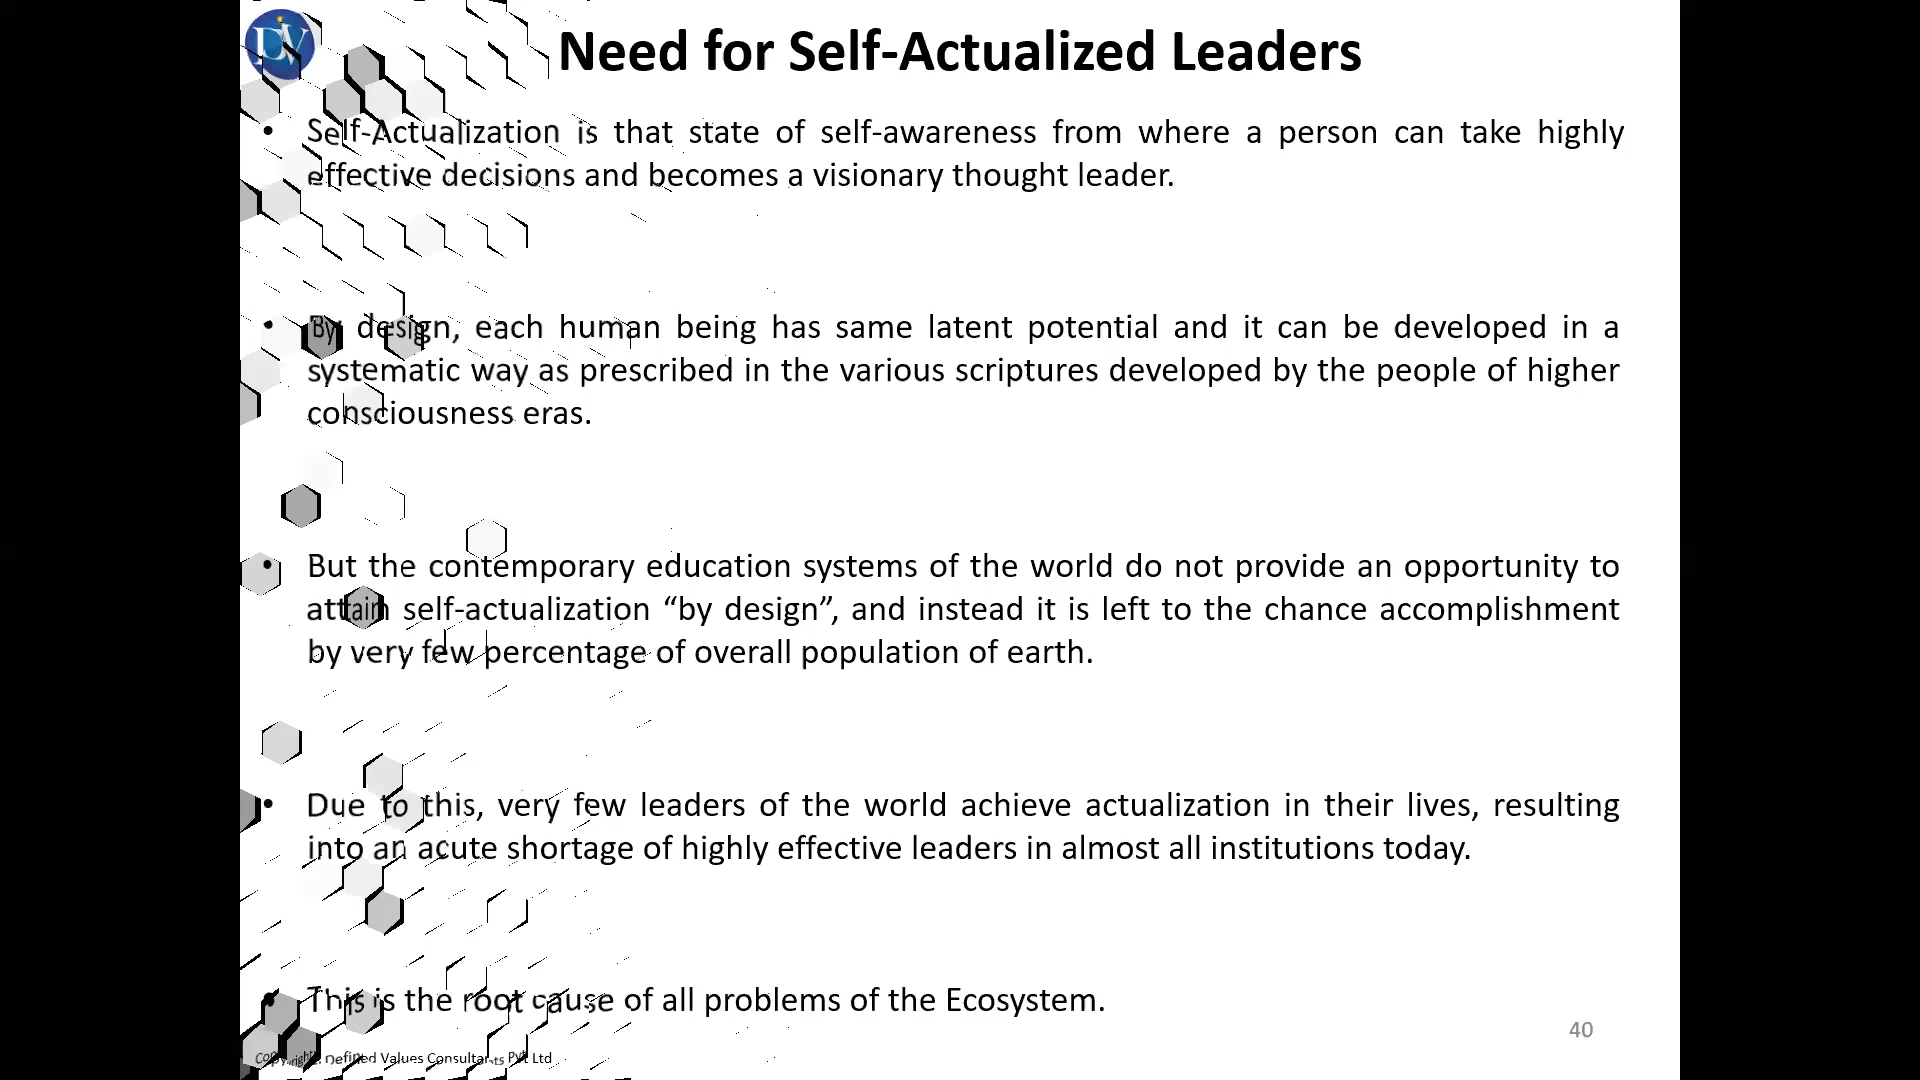 DV
Need for Self-Actualized Leaders
• Self-Actualization is that state of self-awareness from where a person can take highly
effective decisions and becomes a visionary thought leader.
• By design, each human being has same latent potential and it can be developed in a
systematic way as prescribed in the various scriptures developed by the people of higher
consciousness eras.
• But the contemporary education systems of the world do not provide an opportunity to
attain self-actualization “by design”, and instead it is left to the chance accomplishment
by very few percentage of overall population of earth.
• Due to this, very few leaders of the world achieve actualization in their lives, resulting
into an acute shortage of highly effective leaders in almost all institutions today.
• This is the root cause of all problems of the Ecosystem.
40
Copyright: Defined Values Consultants Pvt Ltd